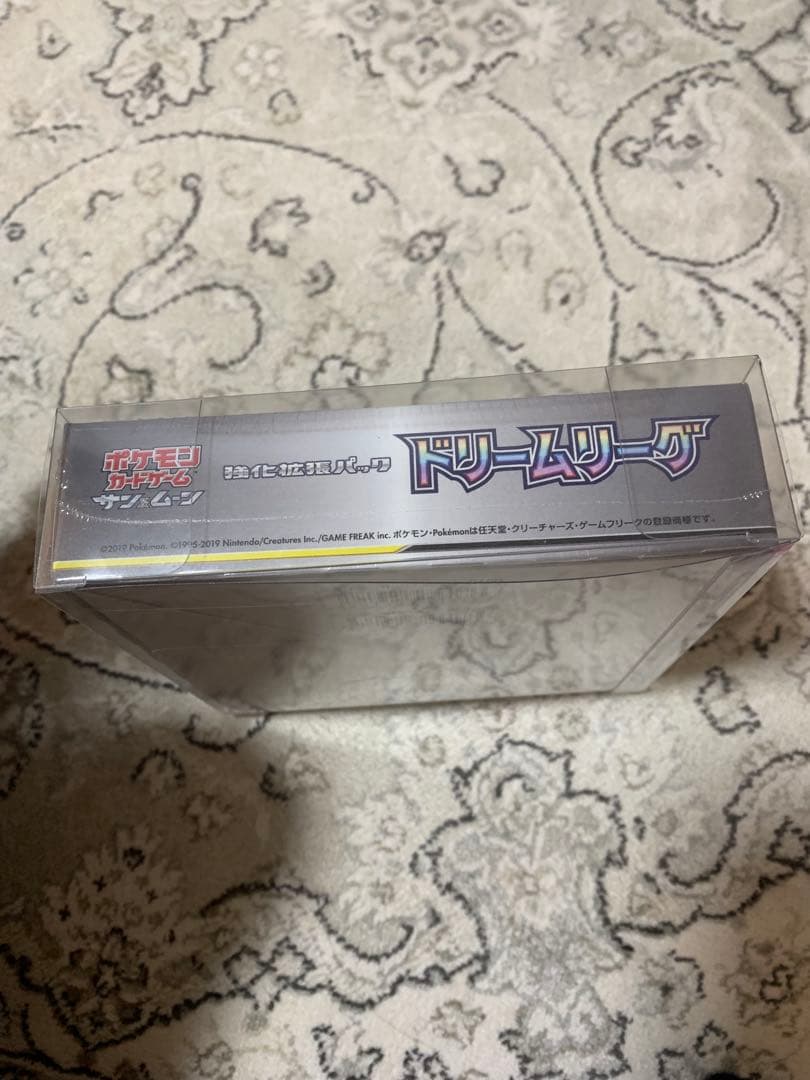 ポケモン
カードゲーム
サン&ムーン
強化拡張パック
ドリームリーグ
©2019 Pokémon. ©1995-2019 Nintendo/Creatures Inc./GAME FREAK inc. ポケモン・Pokémonは任天堂・クリーチャーズ・ゲームフリークの登録商標です。